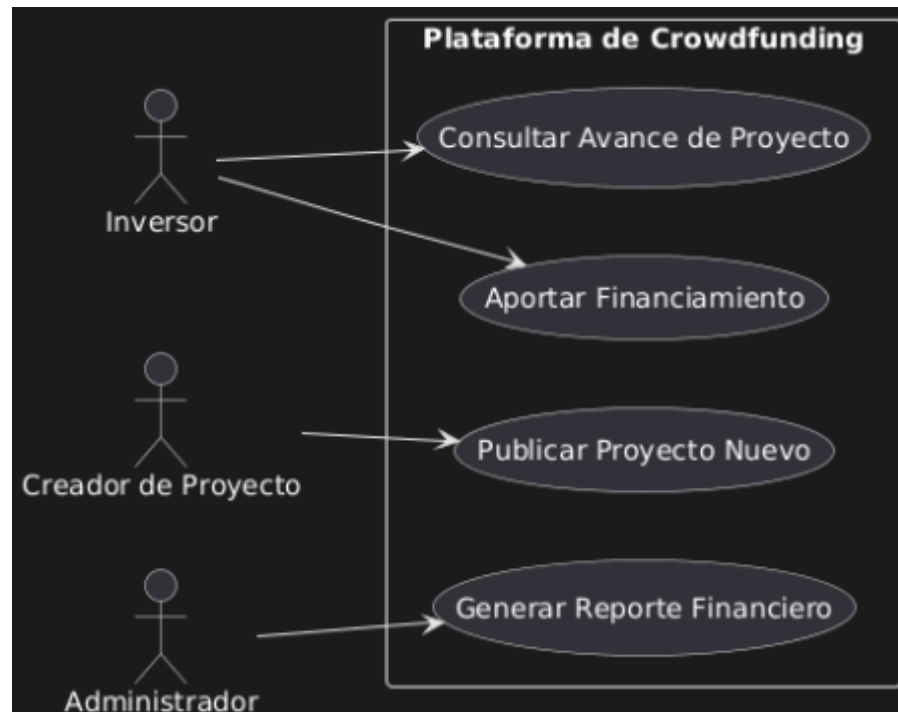 Plataforma de Crowdfunding
Consultar Avance de Proyecto
Inversor
Aportar Financiamiento
Publicar Proyecto Nuevo
Creador de Proyecto
Generar Reporte Financiero
Administrador